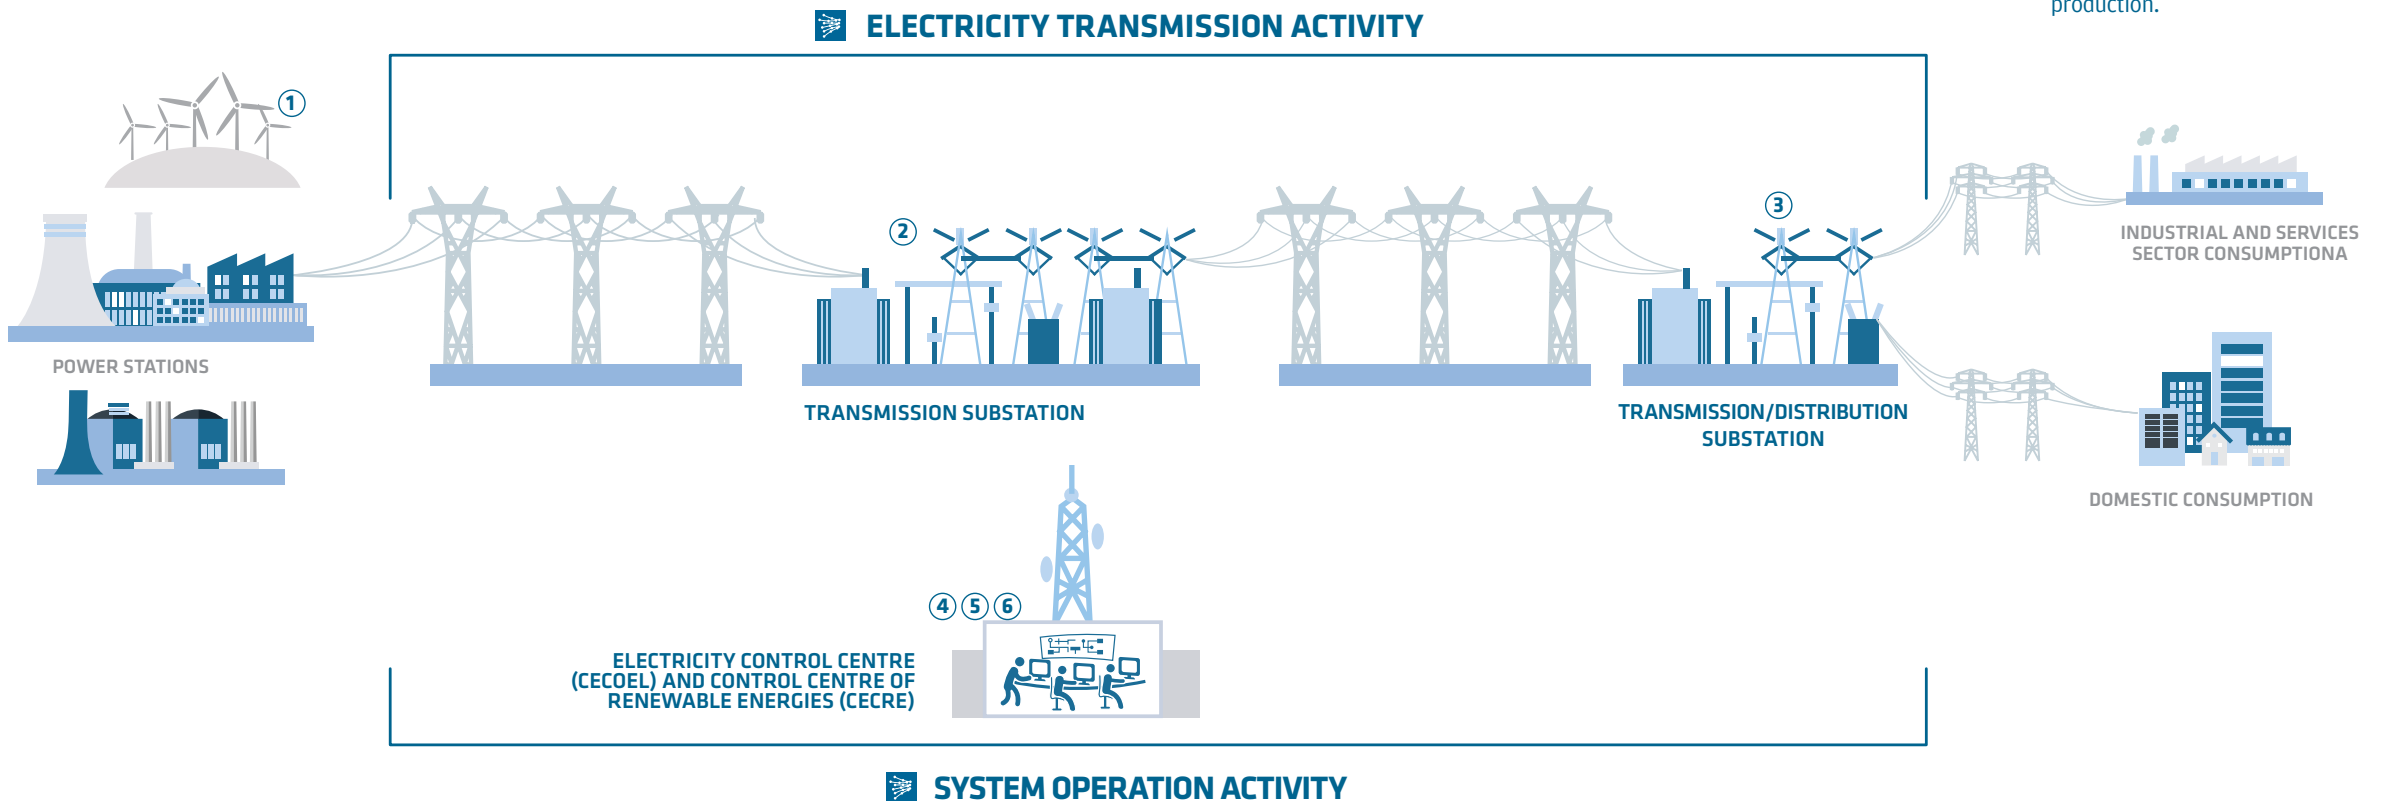 production.
ELECTRICITY TRANSMISSION ACTIVITY
1
2
3
INDUSTRIAL AND SERVICES
SECTOR CONSUMPTIONA
POWER STATIONS
TRANSMISSION SUBSTATION
TRANSMISSION/DISTRIBUTION
SUBSTATION
DOMESTIC CONSUMPTION
4 5 6
ELECTRICITY CONTROL CENTRE
(CECOEL) AND CONTROL CENTRE OF
RENEWABLE ENERGIES (CECRE)
SYSTEM OPERATION ACTIVITY